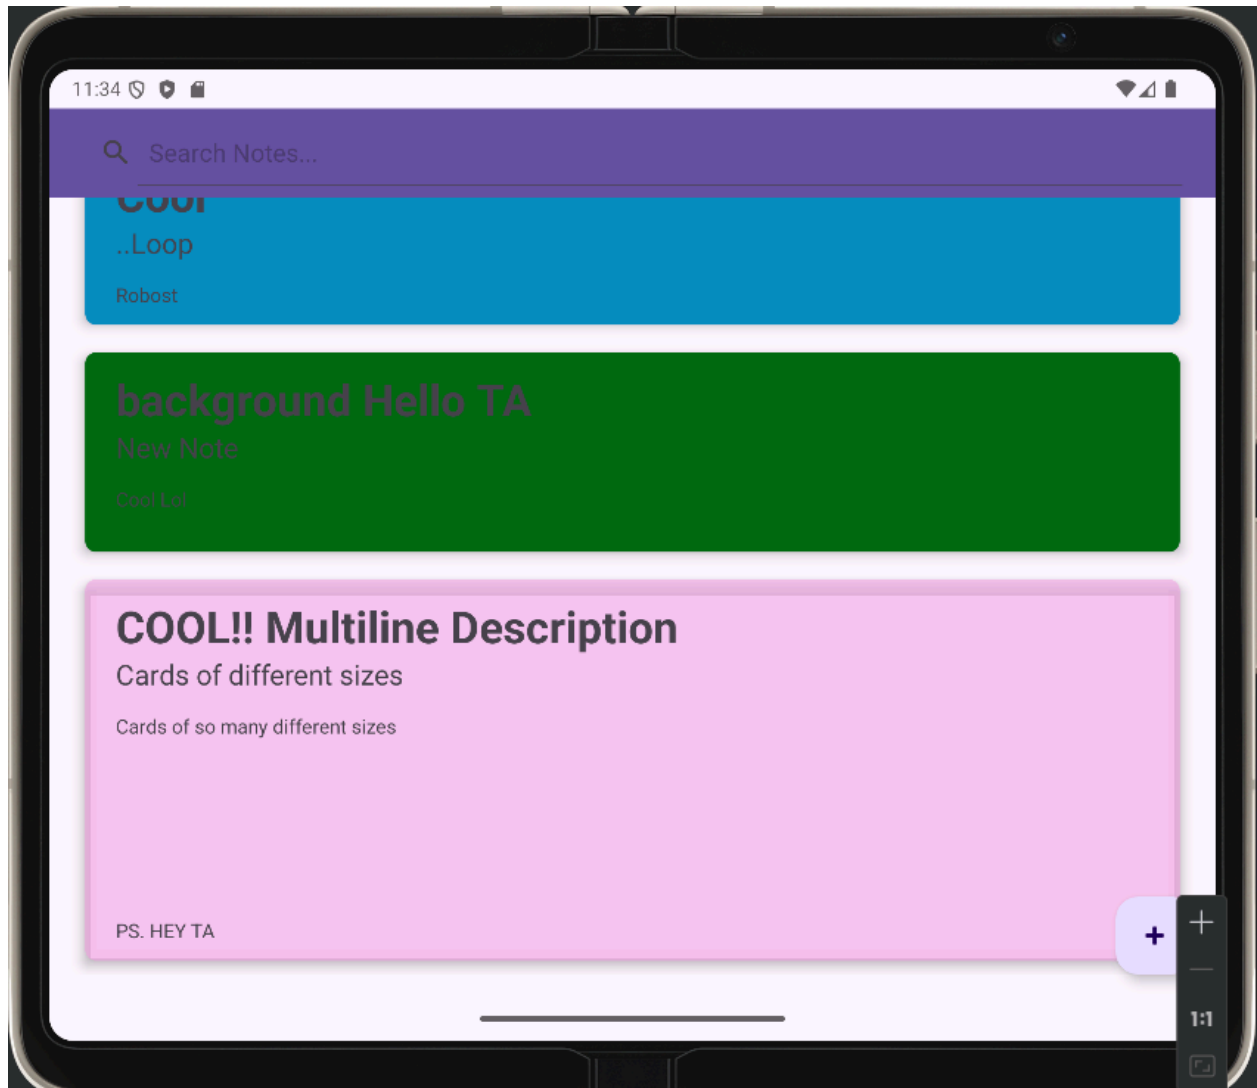 11:34
Search Notes...
Cool
..Loop
Robost
background Hello TA
New Note
Cool Lol
COOL!! Multiline Description
Cards of different sizes
Cards of so many different sizes
PS. HEY TA
+
+
1:1